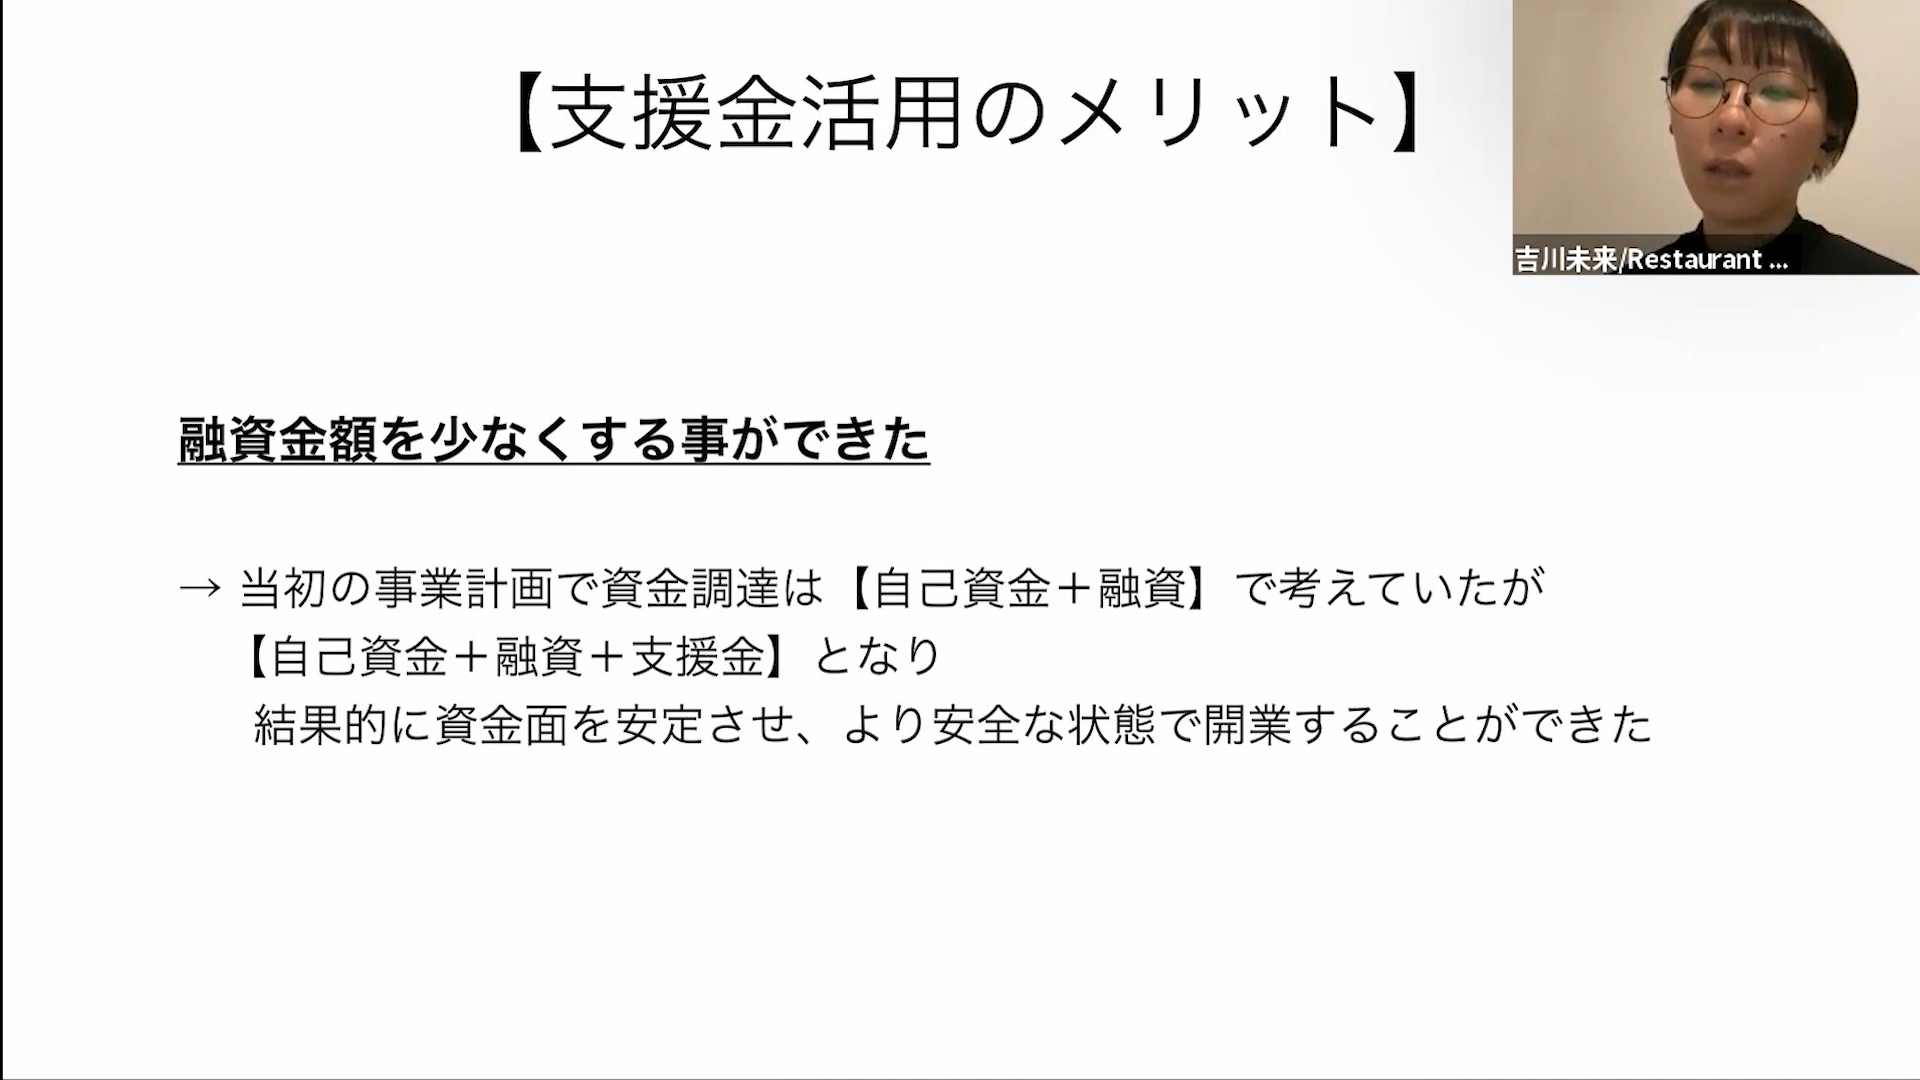 【支援金活用のメリット】
吉川未来/Restaurant ...
融資金額を少なくする事ができた
→ 当初の事業計画で資金調達は【自己資金＋融資】で考えていたが
【自己資金＋融資＋支援金】となり
結果的に資金面を安定させ、より安全な状態で開業することができた